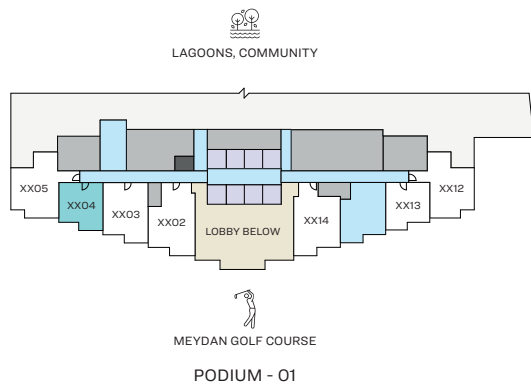 LAGOONS, COMMUNITY
XX05
XX12
XX04
XX13
XX03
XX02
XX14
LOBBY BELOW
MEYDAN GOLF COURSE
PODIUM - 01